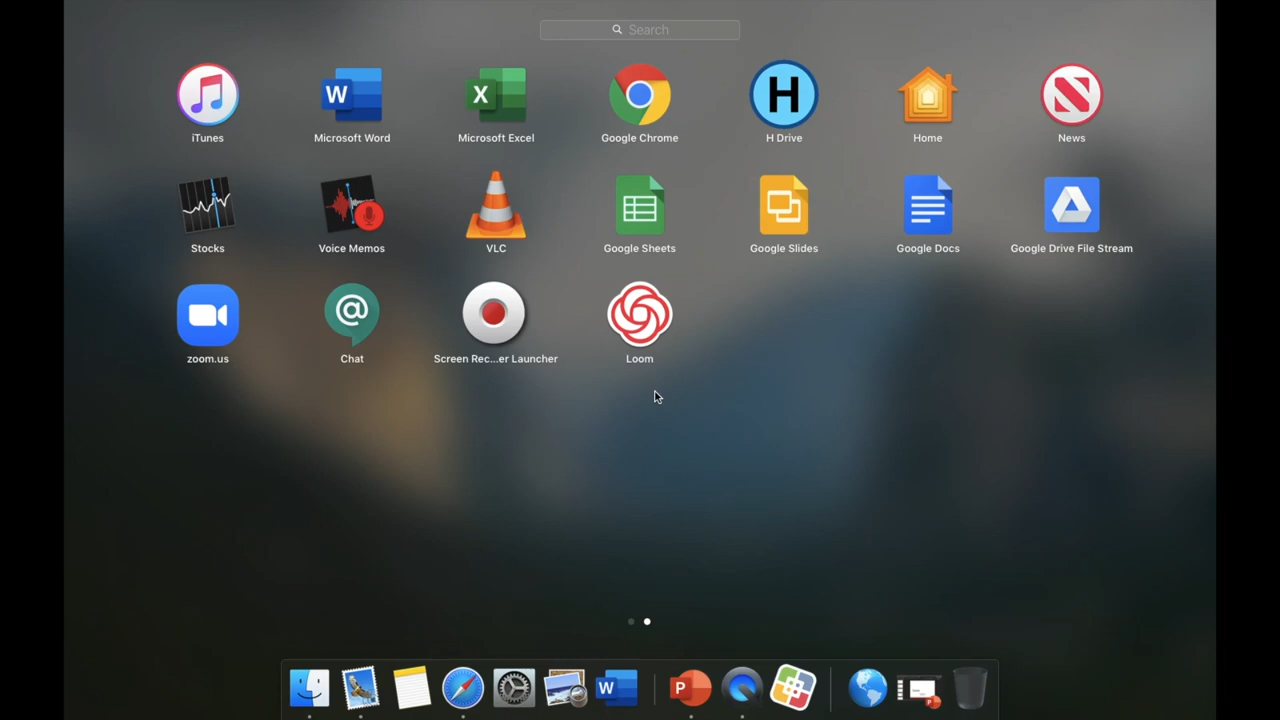 Search
iTunes
Microsoft Word
Microsoft Excel
Google Chrome
H Drive
Home
News
Stocks
Voice Memos
VLC
Google Sheets
Google Slides
Google Docs
Google Drive File Stream
zoom.us
Chat
Screen Rec...er Launcher
Loom